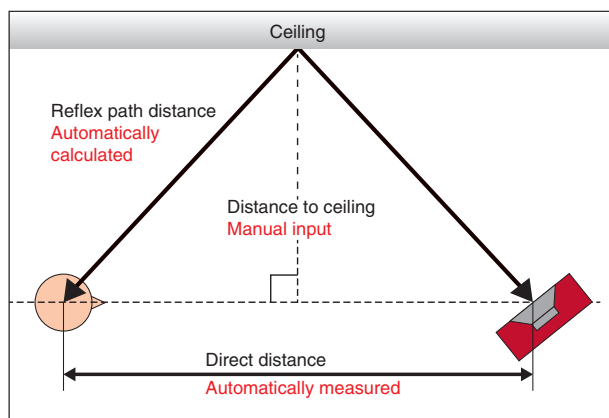 Ceiling
Reflex path distance
Automatically
calculated
Distance to ceiling
Manual input
Direct distance
Automatically measured